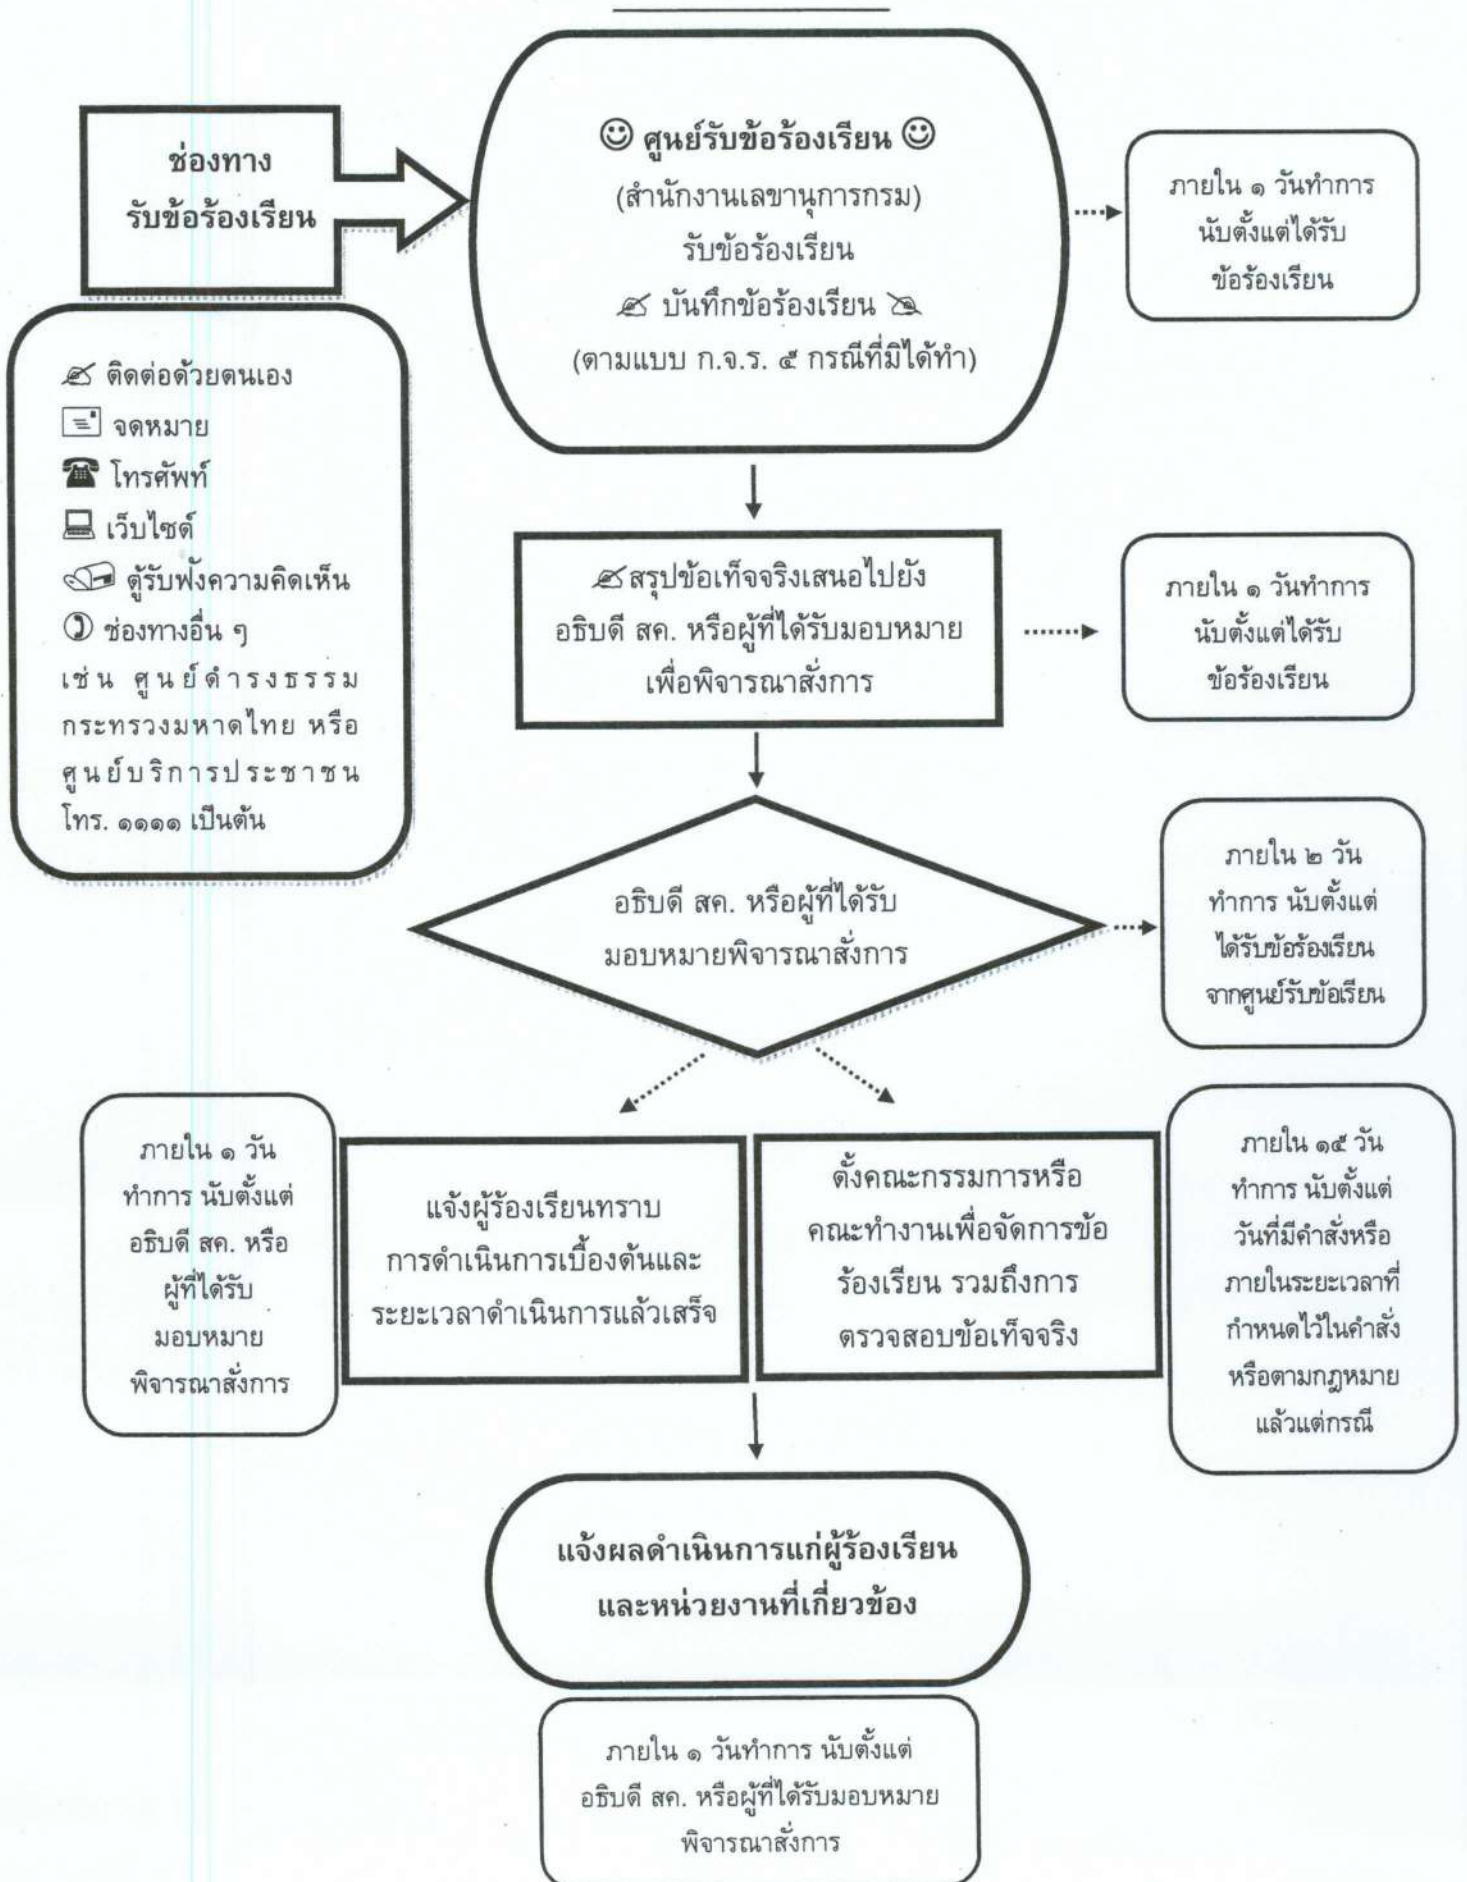 ช่องทาง
รับข้อร้องเรียน
ศูนย์รับข้อร้องเรียน
(สำนักงานเลขานุการกรม)
รับข้อร้องเรียน
บันทึกข้อร้องเรียน
(ตามแบบ ก.จ.ร. ๕ กรณีที่มิได้ทำ)
ภายใน ๑ วันทำการ
นับตั้งแต่ได้รับ
ข้อร้องเรียน
ติดต่อด้วยตนเอง
จดหมาย
โทรศัพท์
เว็บไซต์
ตู้รับฟังความคิดเห็น
ช่องทางอื่น ๆ
เช่น ศูนย์ดำรงธรรม
กระทรวงมหาดไทย หรือ
ศูนย์บริการประชาชน
โทร. ๑๑๑๑ เป็นต้น
สรุปข้อเท็จจริงเสนอไปยัง
อธิบดี สค. หรือผู้ที่ได้รับมอบหมาย
เพื่อพิจารณาสั่งการ
ภายใน ๑ วันทำการ
นับตั้งแต่ได้รับ
ข้อร้องเรียน
อธิบดี สค. หรือผู้ที่ได้รับ
มอบหมายพิจารณาสั่งการ
ภายใน ๒ วัน
ทำการ นับตั้งแต่
ได้รับข้อร้องเรียน
จากศูนย์รับข้อเรียน
ภายใน ๑ วัน
ทำการ นับตั้งแต่
อธิบดี สค. หรือ
ผู้ที่ได้รับ
มอบหมาย
พิจารณาสั่งการ
แจ้งผู้ร้องเรียนทราบ
การดำเนินการเบื้องต้นและ
ระยะเวลาดำเนินการแล้วเสร็จ
ตั้งคณะกรรมการหรือ
คณะทำงานเพื่อจัดการข้อ
ร้องเรียน รวมถึงการ
ตรวจสอบข้อเท็จจริง
ภายใน ๑๕ วัน
ทำการ นับตั้งแต่
วันที่มีคำสั่งหรือ
ภายในระยะเวลาที่
กำหนดไว้ในคำสั่ง
หรือตามกฎหมาย
แล้วแต่กรณี
แจ้งผลดำเนินการแก่ผู้ร้องเรียน
และหน่วยงานที่เกี่ยวข้อง
ภายใน ๑ วันทำการ นับตั้งแต่
อธิบดี สค. หรือผู้ที่ได้รับมอบหมาย
พิจารณาสั่งการ